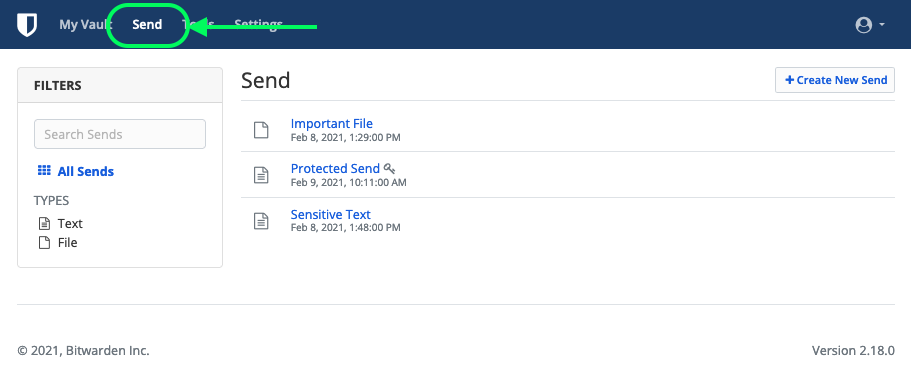 My Vault Send Tools Settings
FILTERS
Search Sends
All Sends
TYPES
Text
File
Send
Create New Send
Important File
Feb 8, 2021, 1:29:00 PM
Protected Send
Feb 9, 2021, 10:11:00 AM
Sensitive Text
Feb 8, 2021, 1:48:00 PM
© 2021, Bitwarden Inc.
Version 2.18.0